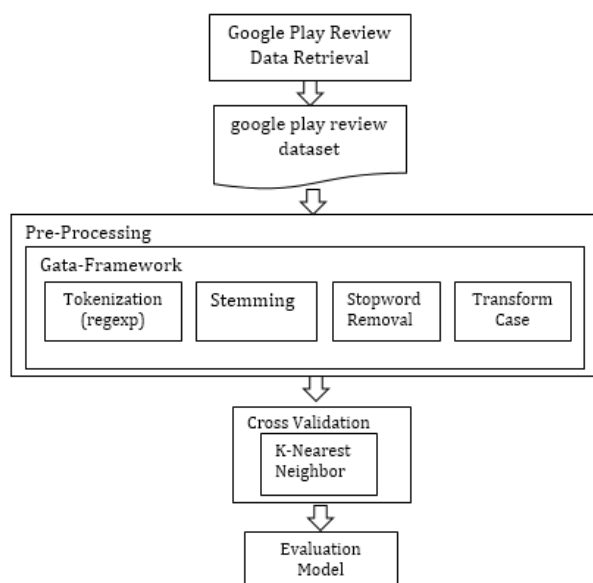 Google Play Review
Data Retrieval
google play review
dataset
Pre-Processing
Gata-Framework
Tokenization
(regexp)
Stemming
Stopword
Removal
Transform
Case
Cross Validation
K-Nearest
Neighbor
Evaluation
Model